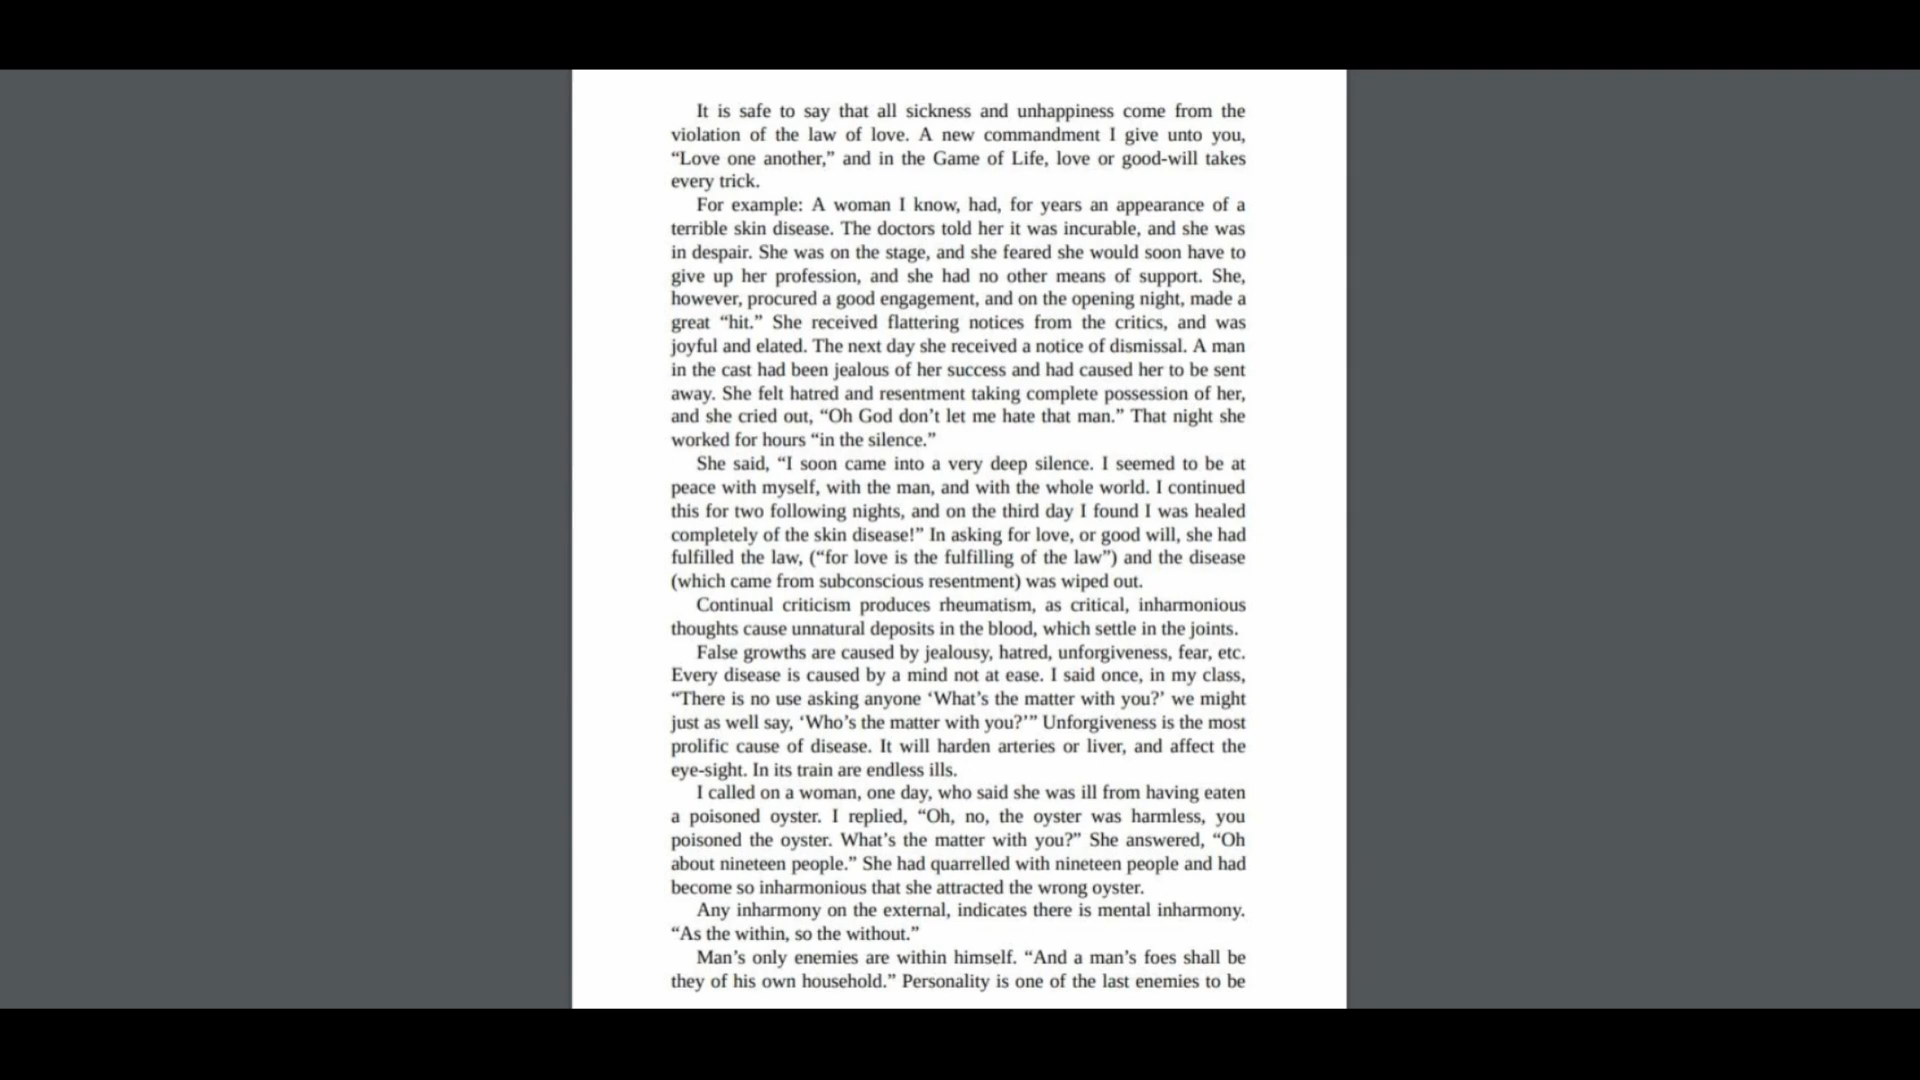 It is safe to say that all sickness and unhappiness come from the
violation of the law of love. A new commandment I give unto you,
“Love one another,” and in the Game of Life, love or good-will takes
every trick.
For example: A woman I know, had, for years an appearance of a
terrible skin disease. The doctors told her it was incurable, and she was
in despair. She was on the stage, and she feared she would soon have to
give up her profession, and she had no other means of support. She,
however, procured a good engagement, and on the opening night, made a
great “hit.” She received flattering notices from the critics, and was
joyful and elated. The next day she received a notice of dismissal. A man
in the cast had been jealous of her success and had caused her to be sent
away. She felt hatred and resentment taking complete possession of her,
and she cried out, “Oh God don’t let me hate that man.” That night she
worked for hours “in the silence.”
She said, “I soon came into a very deep silence. I seemed to be at
peace with myself, with the man, and with the whole world. I continued
this for two following nights, and on the third day I found I was healed
completely of the skin disease!” In asking for love, or good will, she had
fulfilled the law, (“for love is the fulfilling of the law”) and the disease
(which came from subconscious resentment) was wiped out.
Continual criticism produces rheumatism, as critical, inharmonious
thoughts cause unnatural deposits in the blood, which settle in the joints.
False growths are caused by jealousy, hatred, unforgiveness, fear, etc.
Every disease is caused by a mind not at ease. I said once, in my class,
“There is no use asking anyone ‘What’s the matter with you?’ we might
just as well say, ‘Who’s the matter with you?’” Unforgiveness is the most
prolific cause of disease. It will harden arteries or liver, and affect the
eye-sight. In its train are endless ills.
I called on a woman, one day, who said she was ill from having eaten
a poisoned oyster. I replied, “Oh, no, the oyster was harmless, you
poisoned the oyster. What’s the matter with you?” She answered, “Oh
about nineteen people.” She had quarrelled with nineteen people and had
become so inharmonious that she attracted the wrong oyster.
Any inharmony on the external, indicates there is mental inharmony.
“As the within, so the without.”
Man’s only enemies are within himself. “And a man’s foes shall be
they of his own household.” Personality is one of the last enemies to be